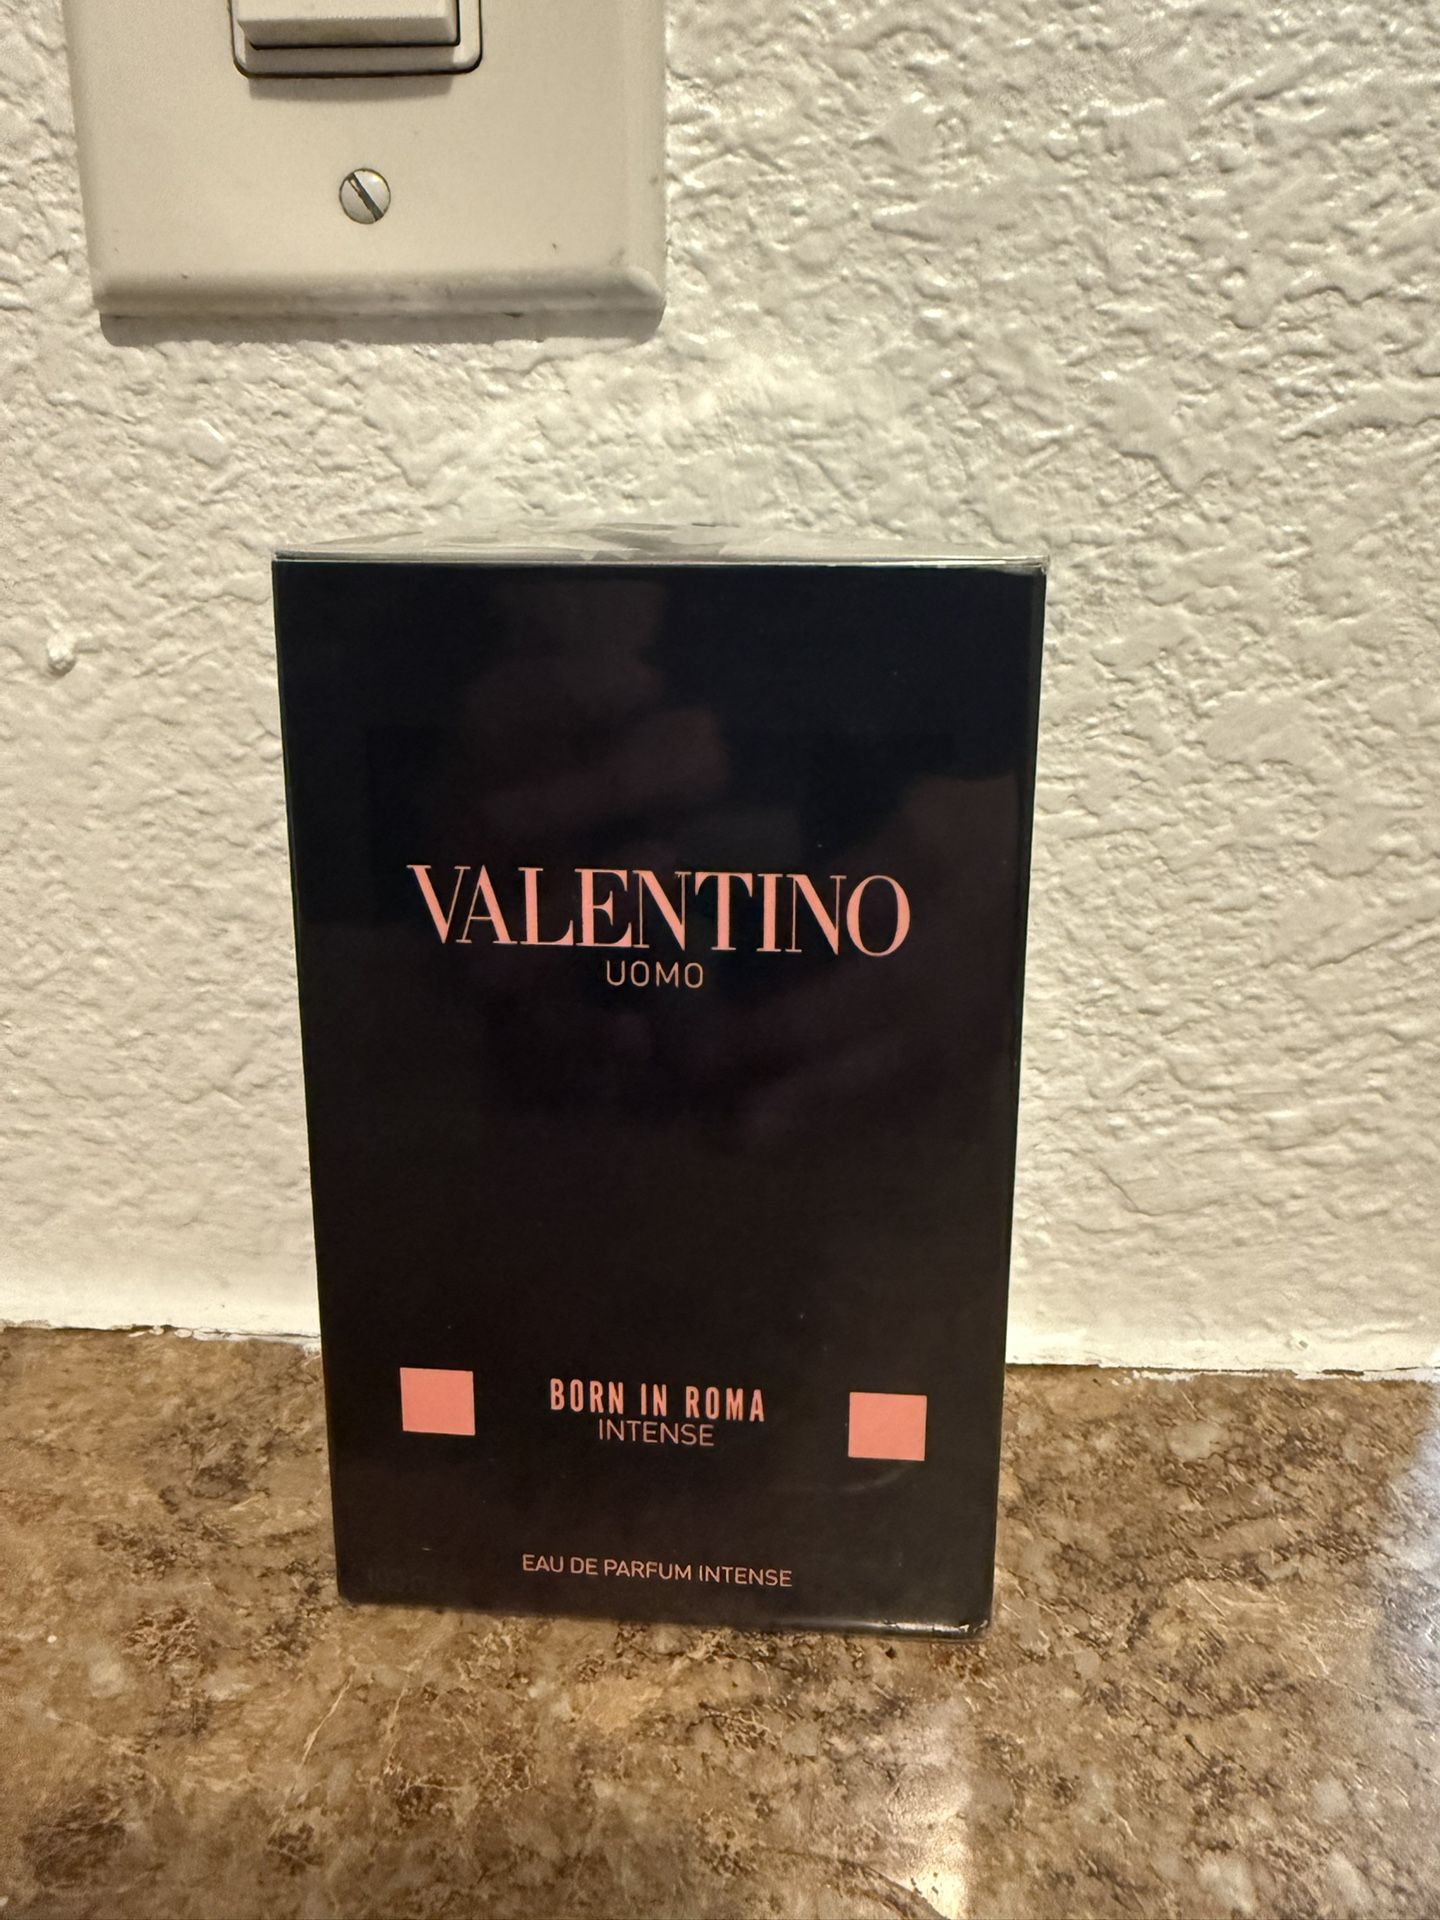 VALENTINO
UOMO
BORN IN ROMA
INTENSE
EAU DE PARFUM INTENSE